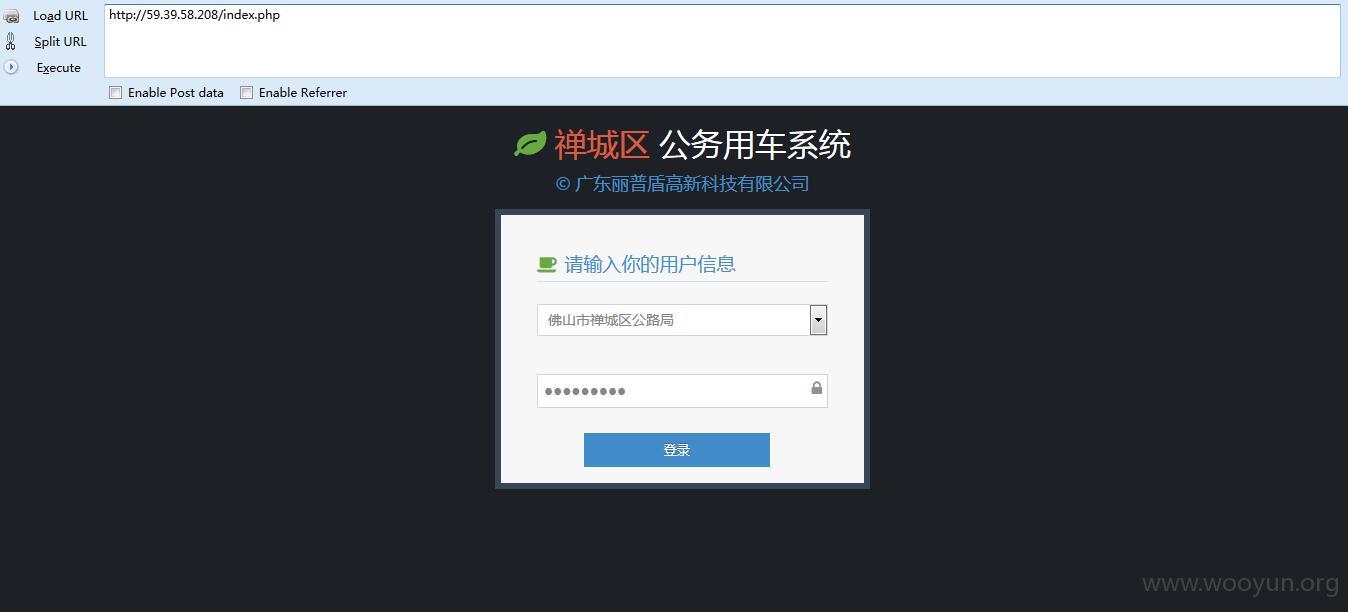 Load URL
http://59.39.58.208/index.php
Split URL
Execute
Enable Post data
Enable Referrer
禅城区 公务用车系统
© 广东丽普盾高新科技有限公司
请输入你的用户信息
佛山市禅城区公路局
●●●●●●●●●
登录
www.wooyun.org